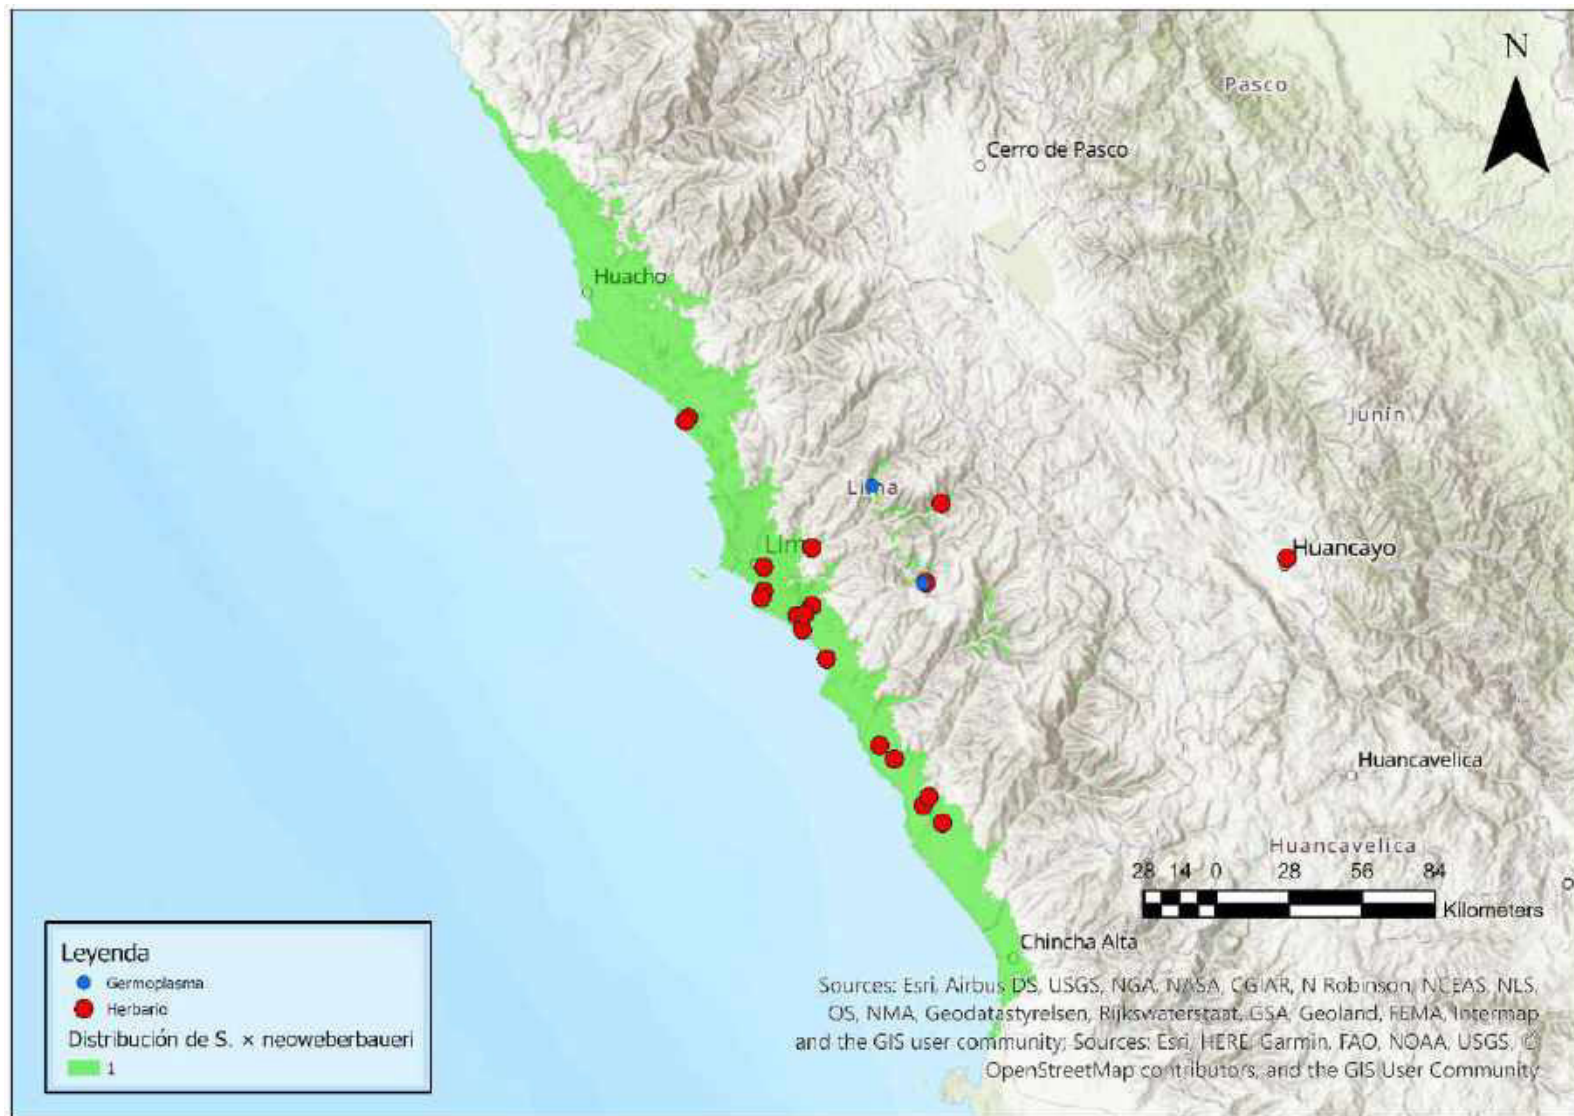 N
Pasco
Cerro de Pasco
Huacho
Junín
Lima
Lim
Huancayo
Huancavelica
Huancavelica
28 14 0 28 56 84
Kilometers
Chincha Alta
Leyenda
Germoplasma
Herbario
Distribución de S. × neoweberbaueri
1
Sources: Esri, Airbus DS, USGS, NGA, NASA, CGIAR, N Robinson, NCEAS, NLS,
OS, NMA, Geodatastyrelsen, Rijkswaterstaat, GSA, Geoland, FEMA, Intermap
and the GIS user community; Sources: Esri, HERE, Garmin, FAO, NOAA, USGS, ©
OpenStreetMap contributors, and the GIS User Community